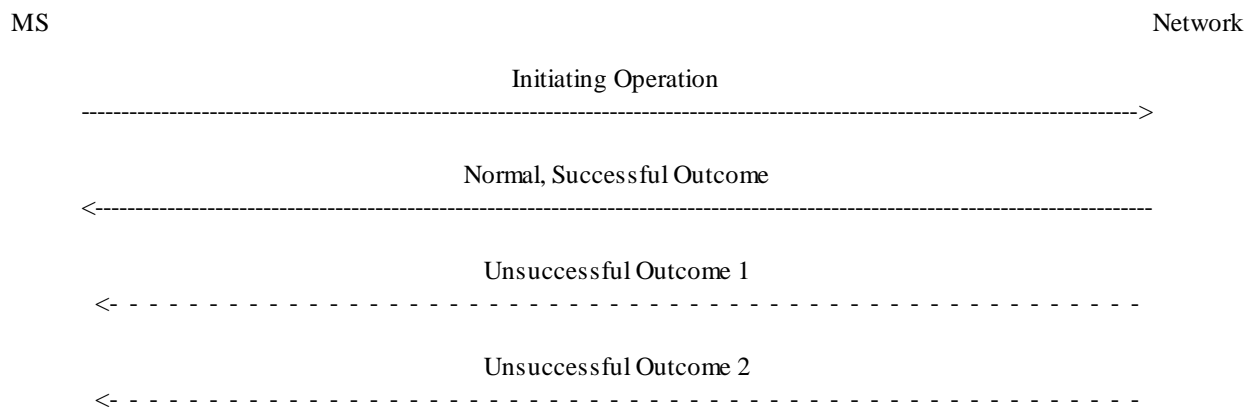 MS Network
Initiating Operation
Normal, Successful Outcome
Unsuccessful Outcome 1
Unsuccessful Outcome 2